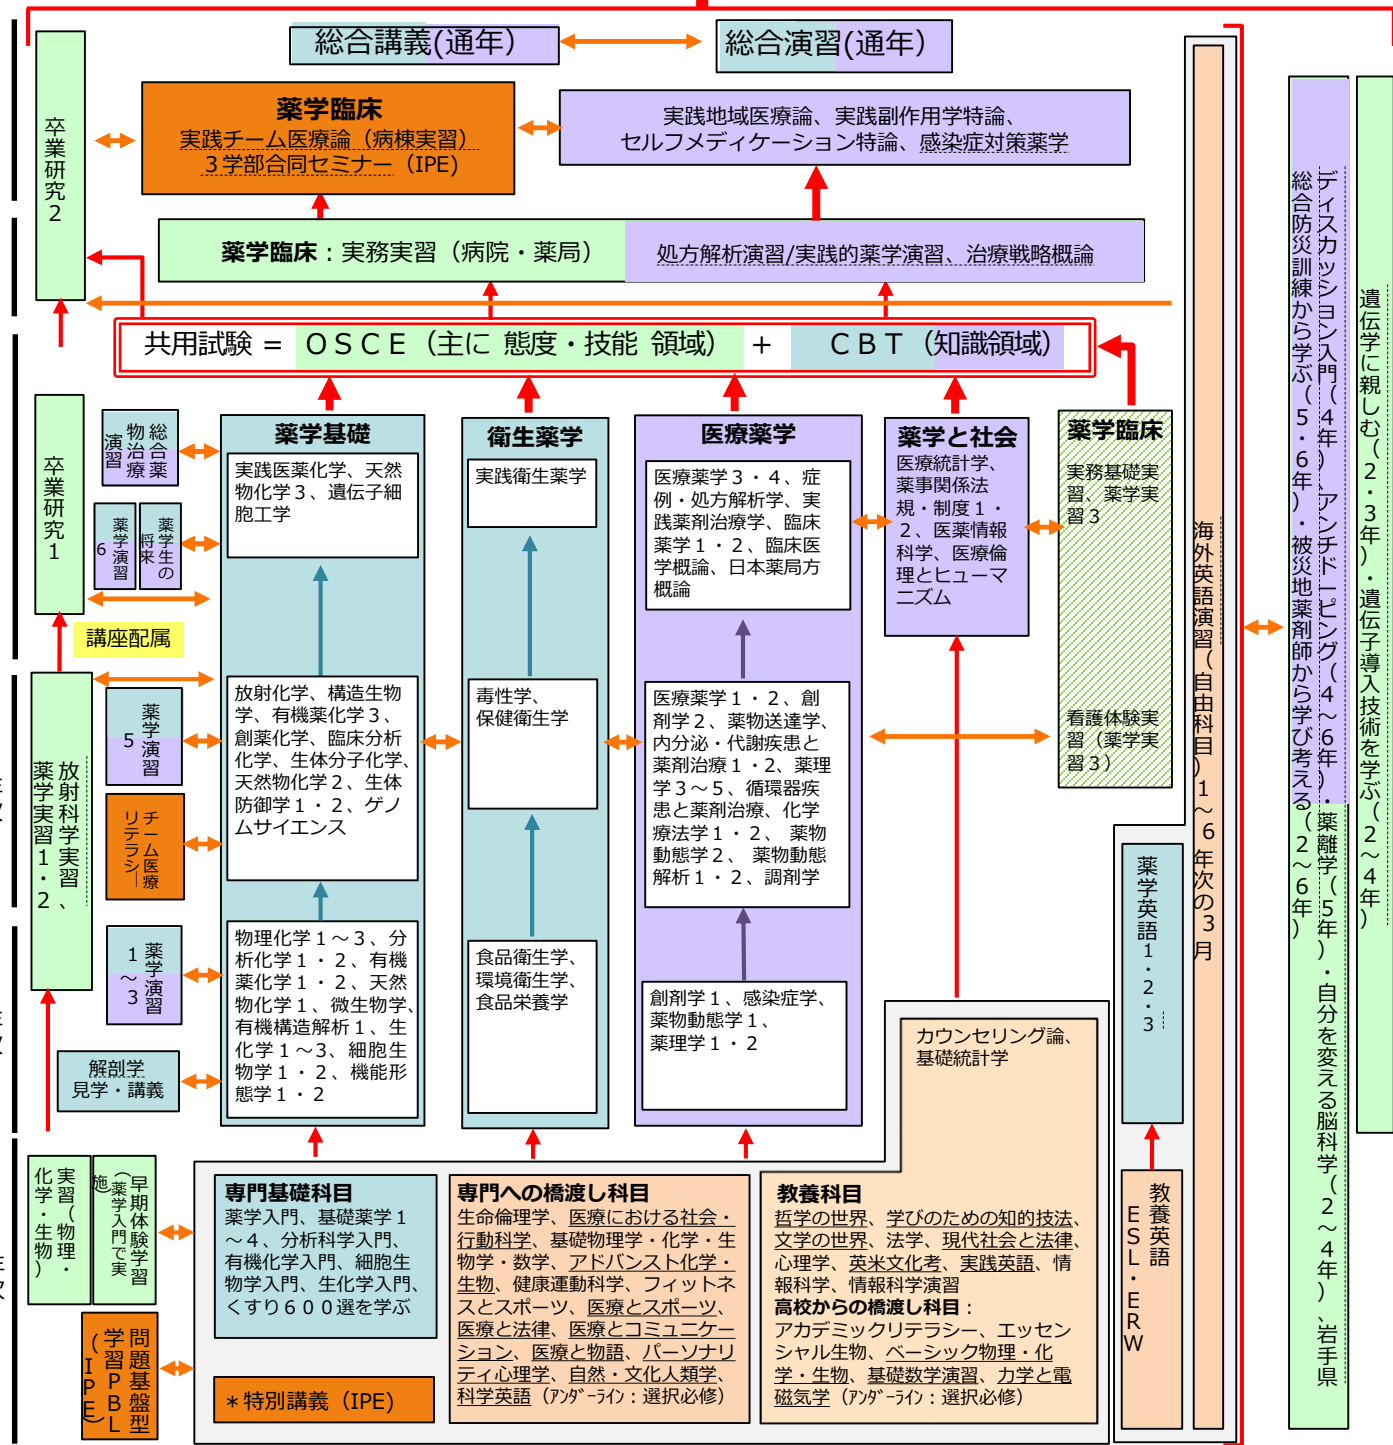 総合講義(通年）
総合演習(通年）
卒業研究２
薬学臨床
実践チーム医療論（病棟実習）
３学部合同セミナー（IPE)
実践地域医療論、実践副作用学特論、
セルフメディケーション特論、感染症対策薬学
薬学臨床：実務実習（病院・薬局）
処方解析演習/実践的薬学演習、治療戦略概論
共用試験 = ＯＳＣＥ（主に 態度・技能 領域） + ＣＢＴ（知識領域）
卒業研究１
総合薬
物治療
演習
薬学演習
６
薬学生の
将来
講座配属
薬学基礎
実践医薬化学、天然
物化学３、遺伝子細
胞工学
衛生薬学
実践衛生薬学
医療薬学
医療薬学３・４、症
例・処方解析学、実
践薬剤治療学、臨床
薬学１・２、臨床医
学概論、日本薬局方
概論
薬学と社会
医療統計学、
薬事関係法
規・制度１・
２、医薬情報
科学、医療倫
理とヒューマ
ニズム
薬学臨床
実務基礎実
習、薬学実
習３
看護体験実
習（薬学実
習３）
放射科学実習、
薬学実習１・２
薬学演習
５
チーム医療
リテラシー
放射化学、構造生物
学、有機薬化学３、
創薬化学、臨床分析
化学、生体分子化学、
天然物化学２、生体
防御学１・２、ゲノ
ムサイエンス
毒性学、
保健衛生学
医療薬学１・２、創
剤学２、薬物送達学、
内分泌・代謝疾患と
薬剤治療１・２、薬理
学３～５、循環器疾
患と薬剤治療、化学
療法学１・２、 薬物
動態学２、 薬物動態
解析１・２、調剤学
薬学演習
１～３
解剖学
見学・講義
物理化学１～３、分
析化学１・２、有機
薬化学１・２、天然
物化学１、微生物学、
有機構造解析１、生
化学１～３、細胞生
物学１・２、機能形
態学１・２
食品衛生学、
環境衛生学、
食品栄養学
創剤学１、感染症学、
薬物動態学１、
薬理学１・２
カウンセリング論、
基礎統計学
実習（物理・
化学・生物）
早期体験学習
（薬学入門で実
施）
問題基盤型
学習ＰＢＬ
（ＩＰＥ）
専門基礎科目
薬学入門、基礎薬学１
～４、分析科学入門、
有機化学入門、細胞生
物学入門、生化学入門、
くすり６００選を学ぶ
＊特別講義（IPE)
専門への橋渡し科目
生命倫理学、医療における社会・
行動科学、基礎物理学・化学・生
物学・数学、アドバンスト化学・
生物、健康運動科学、フィットネ
スとスポーツ、医療とスポーツ、
医療と法律、医療とコミュニケー
ション、医療と物語、パーソナリ
ティ心理学、自然・文化人類学、
科学英語（ｱﾝﾀﾞｰﾗｲﾝ：選択必修）
教養科目
哲学の世界、学びのための知的技法、
文学の世界、法学、現代社会と法律、
心理学、英米文化考、実践英語、情
報科学、情報科学演習
高校からの橋渡し科目：
アカデミックリテラシー、エッセン
シャル生物、ベーシック物理・化
学・生物、基礎数学演習、力学と電
磁気学（ｱﾝﾀﾞｰﾗｲﾝ：選択必修）
薬学英語１・２・３
教養英語
ＥＳＬ・ＥＲＷ
海外英語演習（自由科目）１～６年次の３月
ディスカッション入門（４年）、アンチドーピング（４～６年）・薬離学（５年）・自分を変える脳科学（２～４年）、岩手県
総合防災訓練から学ぶ（５・６年）・被災地薬剤師から学び考える（２～６年）
遺伝学に親しむ（２・３年）・遺伝子導入技術を学ぶ（２～４年）